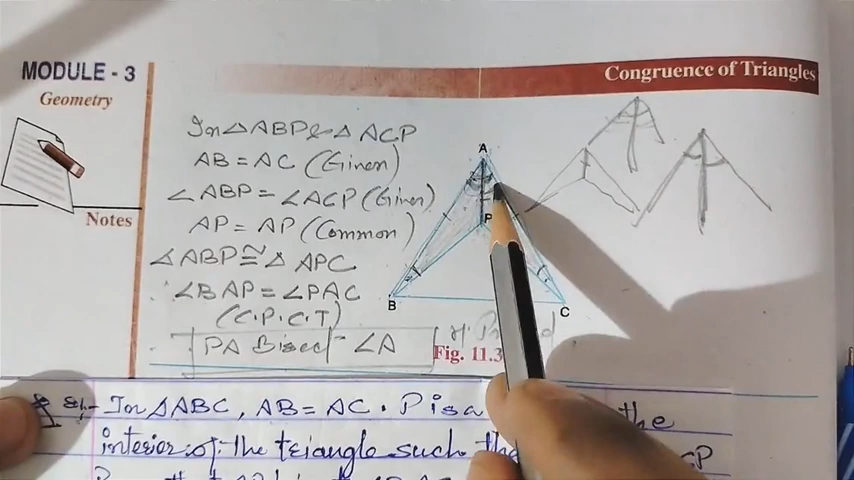 MODULE - 3
Congruence of Triangles
Geometry
Notes
In △ ABP & △ ACP
AB = AC (Given)
∠ABP = ∠ACP (Given)
AP = AP (Common)
△ABP ≅ △ APC
∴ ∠BAP = ∠PAC
(C.P.C.T)
PA Bisect ∠A
A
P
B
C
Fig. 11.3
In △ABC, AB = AC . P is a the
interior of the triangle such